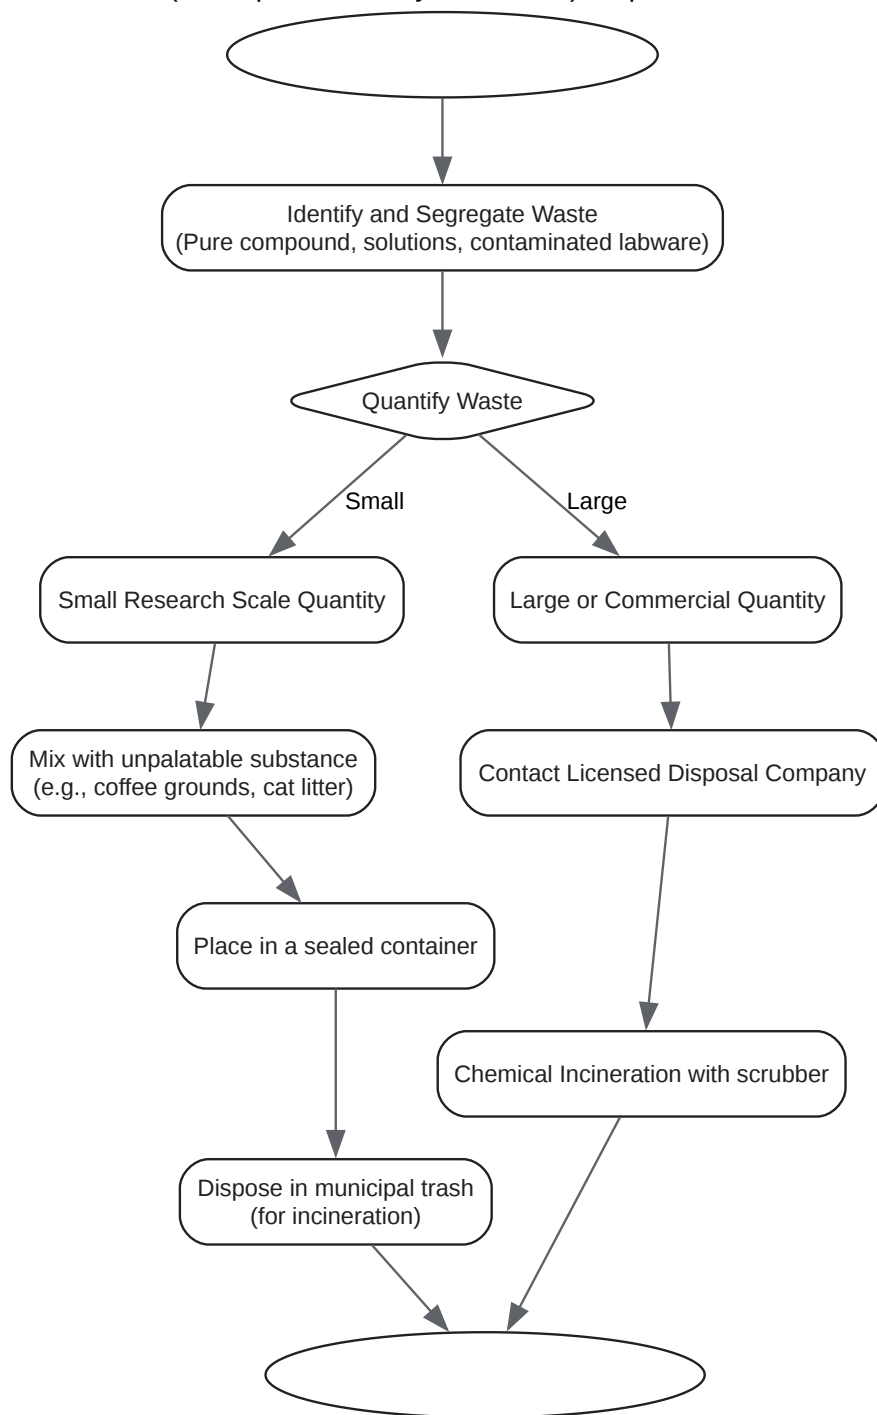 Identify and Segregate Waste
(Pure compound, solutions, contaminated labware)
Quantify Waste
Small
Large
Small Research Scale Quantity
Large or Commercial Quantity
Mix with unpalatable substance
(e.g., coffee grounds, cat litter)
Contact Licensed Disposal Company
Place in a sealed container
Chemical Incineration with scrubber
Dispose in municipal trash
(for incineration)